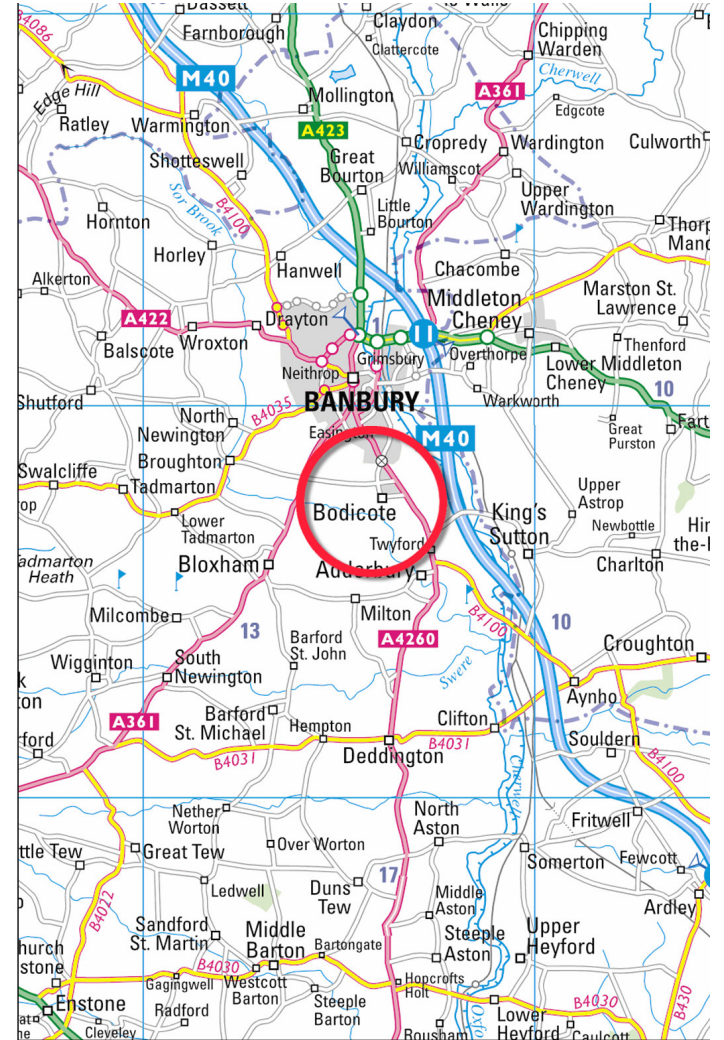 Dassett
Farnborough
Claydon
Clattercote
Chipping
Warden
B4086
M40
Cherwell
A361
Edge Hill
Mollington
Edgcote
Ratley
Warmington
A423
Cropredy
Wardington
Culworth
Shotteswell
Great
Bourton
Williamscot
Upper
Wardington
Sor Brook
B4100
Little
Bourton
Hornton
Horley
Hanwell
Chacombe
Alkerton
Middleton
Cheney
Marston St.
Lawrence
A422
Wroxton
Drayton
1
11
Balscote
Grimsbury
Overthorpe
Thenford
Lower Middleton
Cheney
Neithrop
10
Shutford
BANBURY
Warkworth
North
Newington
B4035
Easington
M40
Great
Purston
Broughton
Swalcliffe
Tadmarton
Upper
Astrop
Lower
Tadmarton
Bodicote
King's
Sutton
Newbottle
Twyford
Bloxham
Adderbury
Charlton
Heath
Milcombe
Milton
B4100
13
A4260
10
Barford
St. John
Croughton
Wigginton
South
Newington
Swere
Aynho
A361
Barford
St. Michael
Hempton
Clifton
B4031
B4031
Deddington
Souldern
Cherwell
B4100
Nether
Worton
North
Aston
Fritwell
Great Tew
Over Worton
Somerton
Fewcott
17
Ledwell
Duns
Tew
Middle
Aston
Ardley
B4022
Sandford
St. Martin
Middle
Barton
Bartongate
Steeple
Aston
Upper
Heyford
B4030
Gagingwell
Westcott
Barton
Hopcrofts
Holt
Enstone
Radford
Steeple
Barton
Lower
Heyford
B4030
B430
Cleveley
Rousham
Caulcott